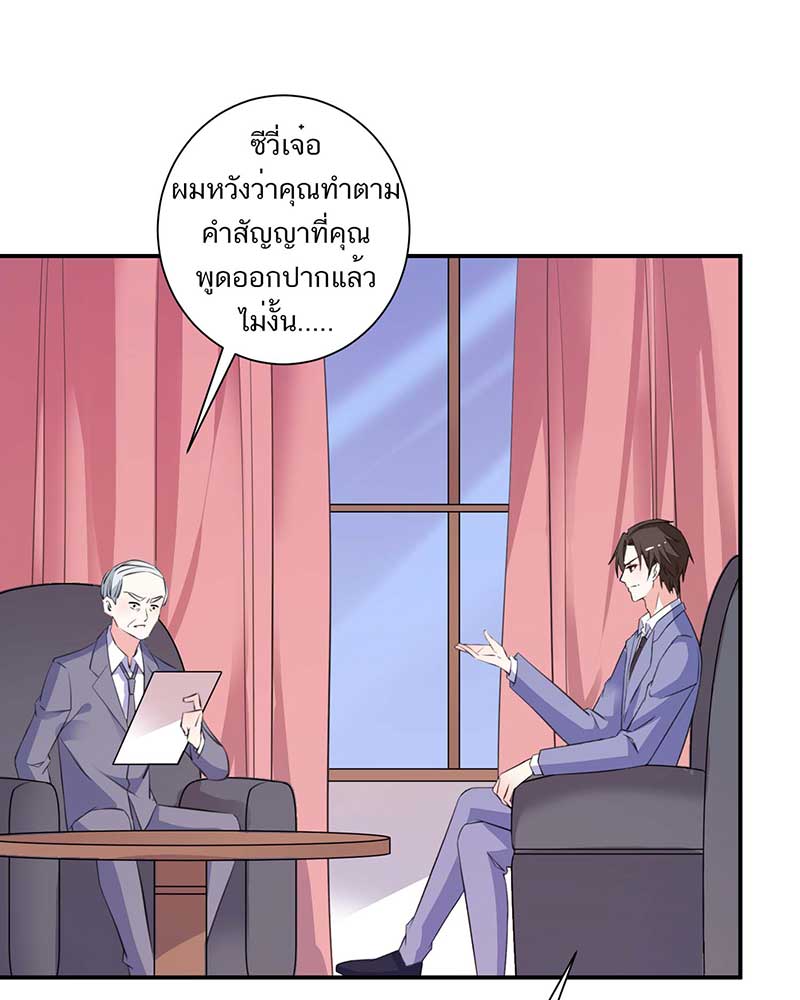 ซีวี่เจ๋อ
ผมหวังว่าคุณทำตาม
คำสัญญาที่คุณ
พูดออกปากแล้ว
ไม่งั้น.....